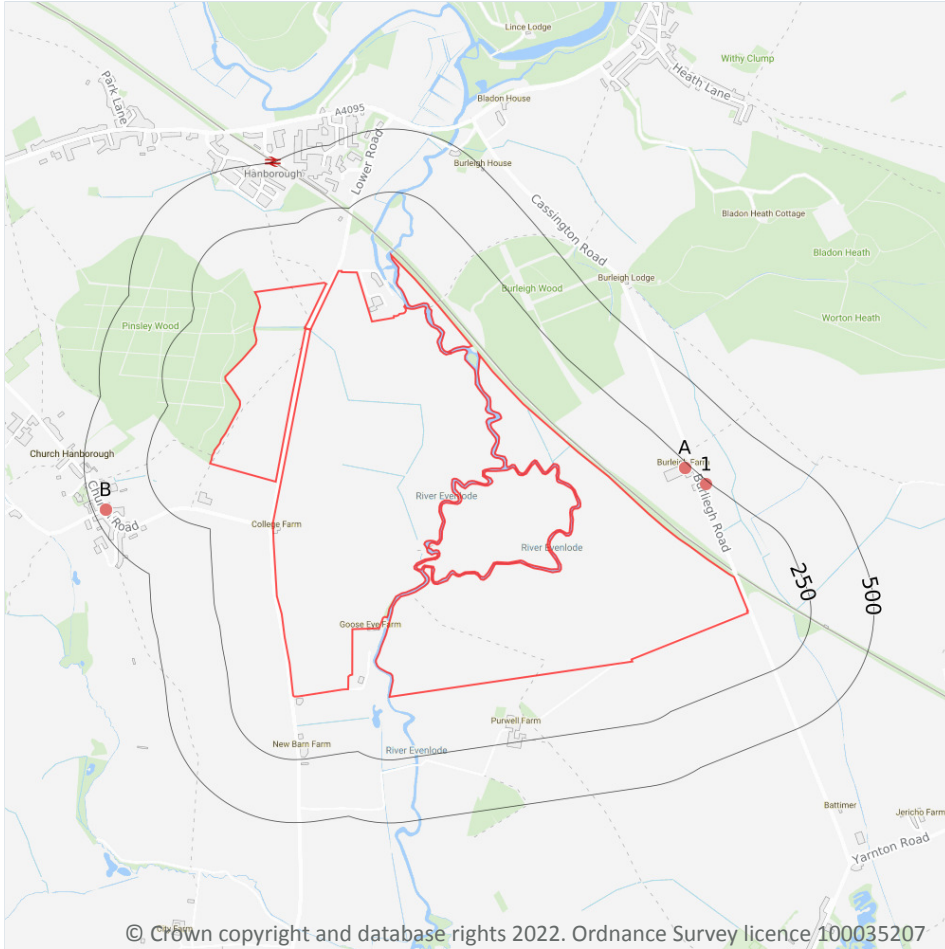 Lince Lodge
Withy Clump
Heath Lane
Park Lane
Bladon House
A4095
Lower Road
Burleigh House
Hanborough
Cassington Road
Bladon Heath Cottage
Bladon Heath
Burleigh Lodge
Burleigh Wood
Worton Heath
Pinsley Wood
Church Hanborough
A
Burleigh Farm
1
B
Church Road
River Evenlode
Burliegh Road
College Farm
River Evenlode
250
500
Goose Eye Farm
Purwell Farm
New Barn Farm
River Evenlode
Battimer
Jericho Farm
Yarnton Road
City Farm
© Crown copyright and database rights 2022. Ordnance Survey licence 100035207